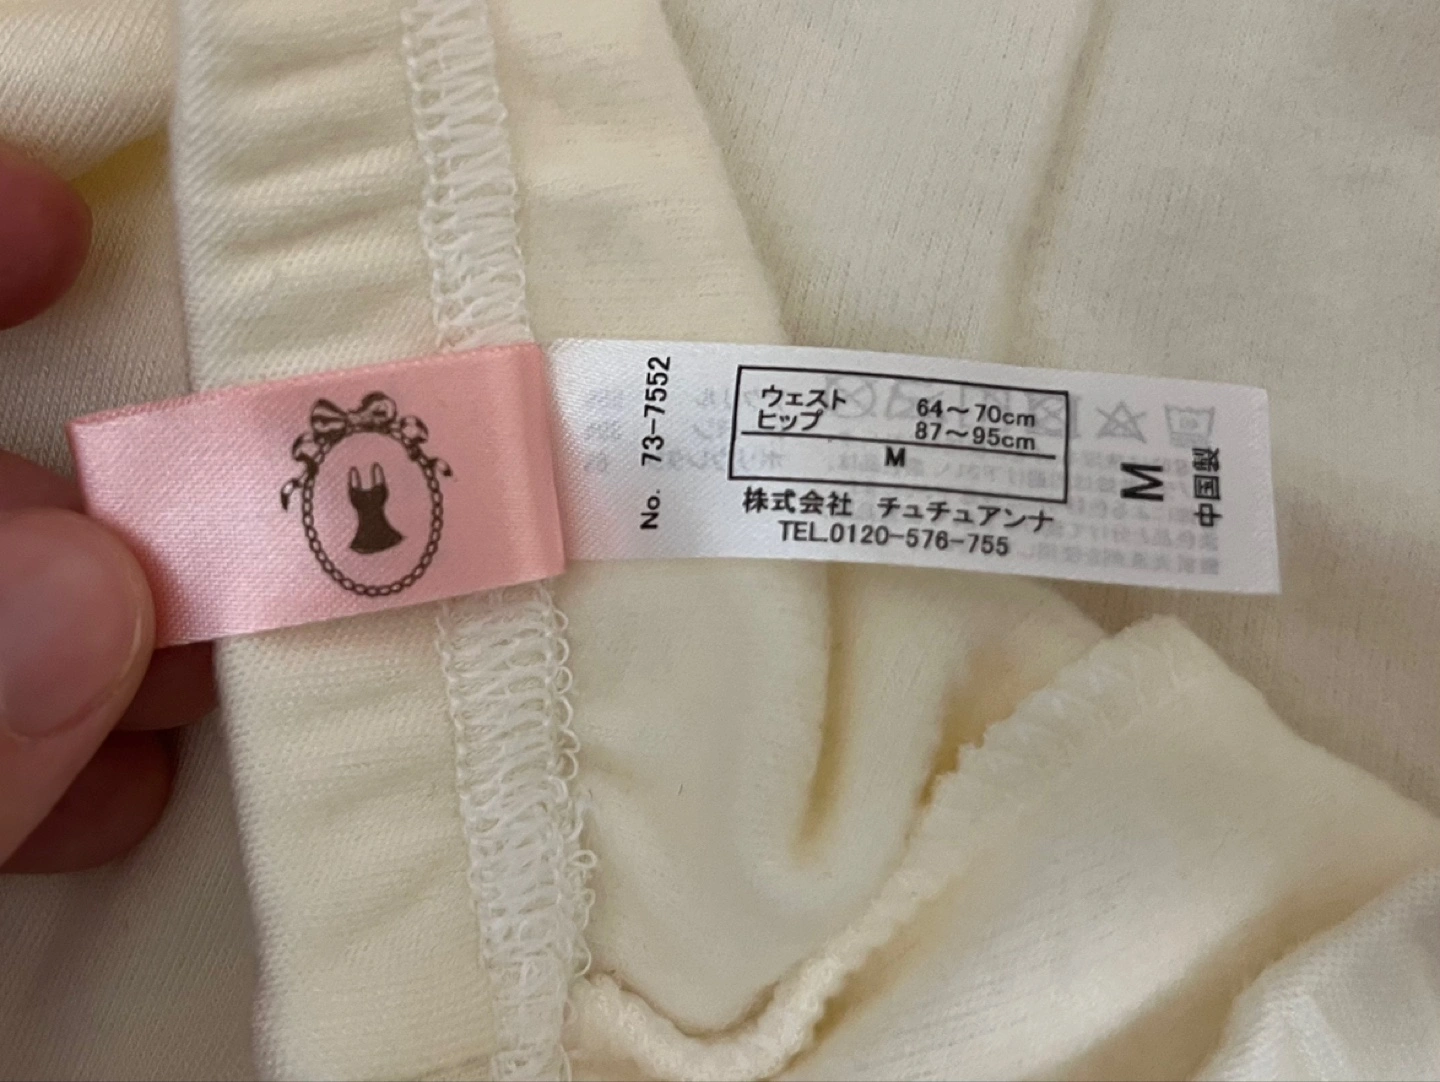 No. 73-7552
ウェスト 64～70cm
ヒップ 87～95cm
M
株式会社 チュチュアンナ
TEL.0120-576-755
M
中国製